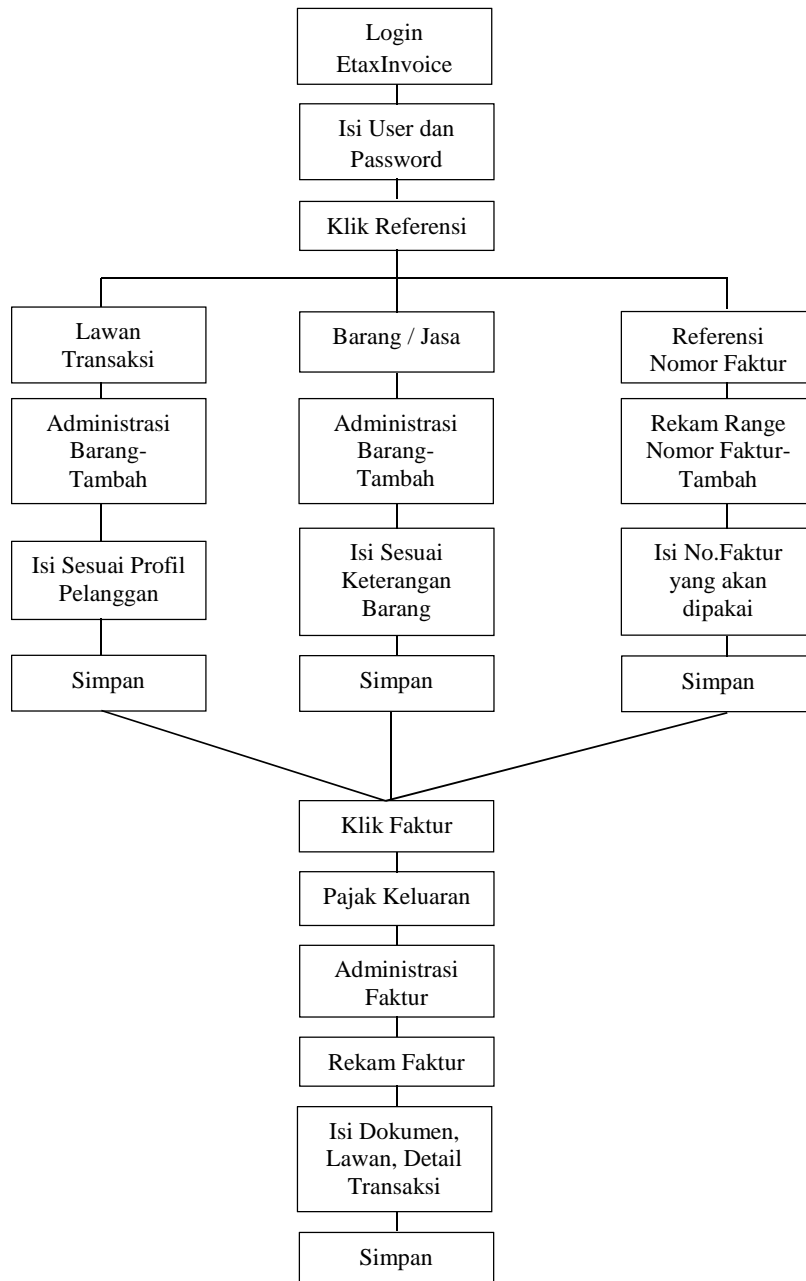 Login
EtaxInvoice
Isi User dan
Password
Klik Referensi
Lawan
Transaksi
Barang / Jasa
Referensi
Nomor Faktur
Administrasi
Barang-
Tambah
Administrasi
Barang-
Tambah
Rekam Range
Nomor Faktur-
Tambah
Isi Sesuai Profil
Pelanggan
Isi Sesuai
Keterangan
Barang
Isi No.Faktur
yang akan
dipakai
Simpan
Simpan
Simpan
Klik Faktur
Pajak Keluaran
Administrasi
Faktur
Rekam Faktur
Isi Dokumen,
Lawan, Detail
Transaksi
Simpan